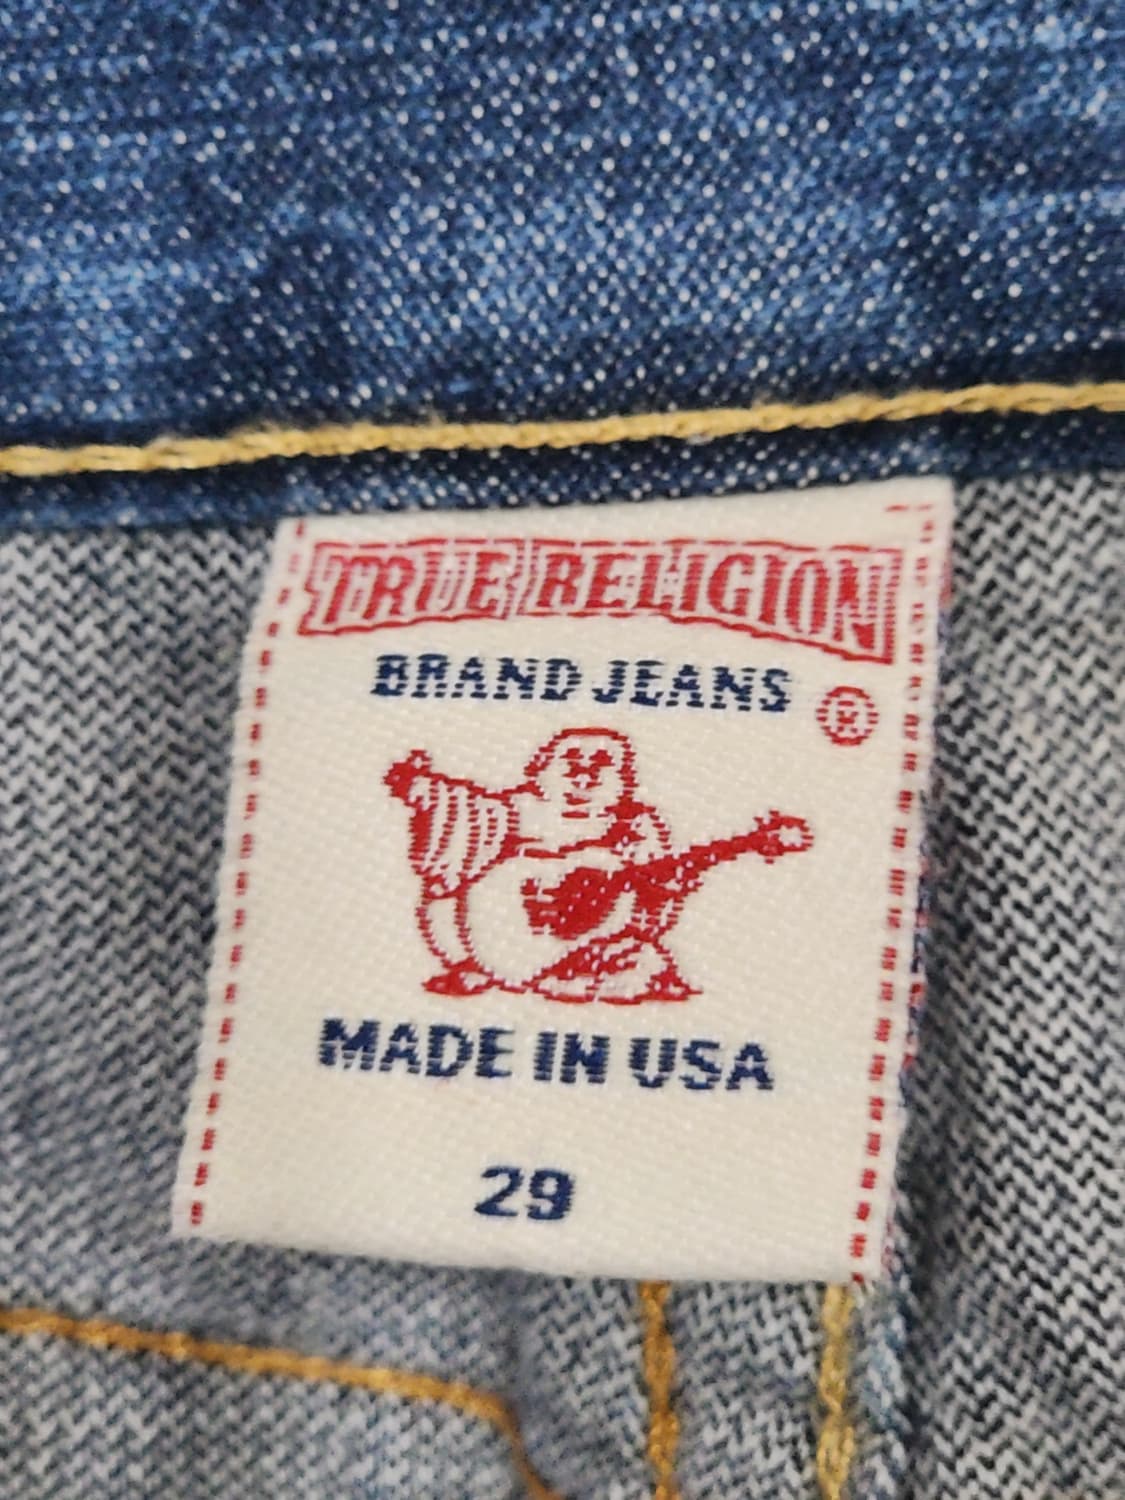 TRUE RELIGION
BRAND JEANS
®
MADE IN USA
29